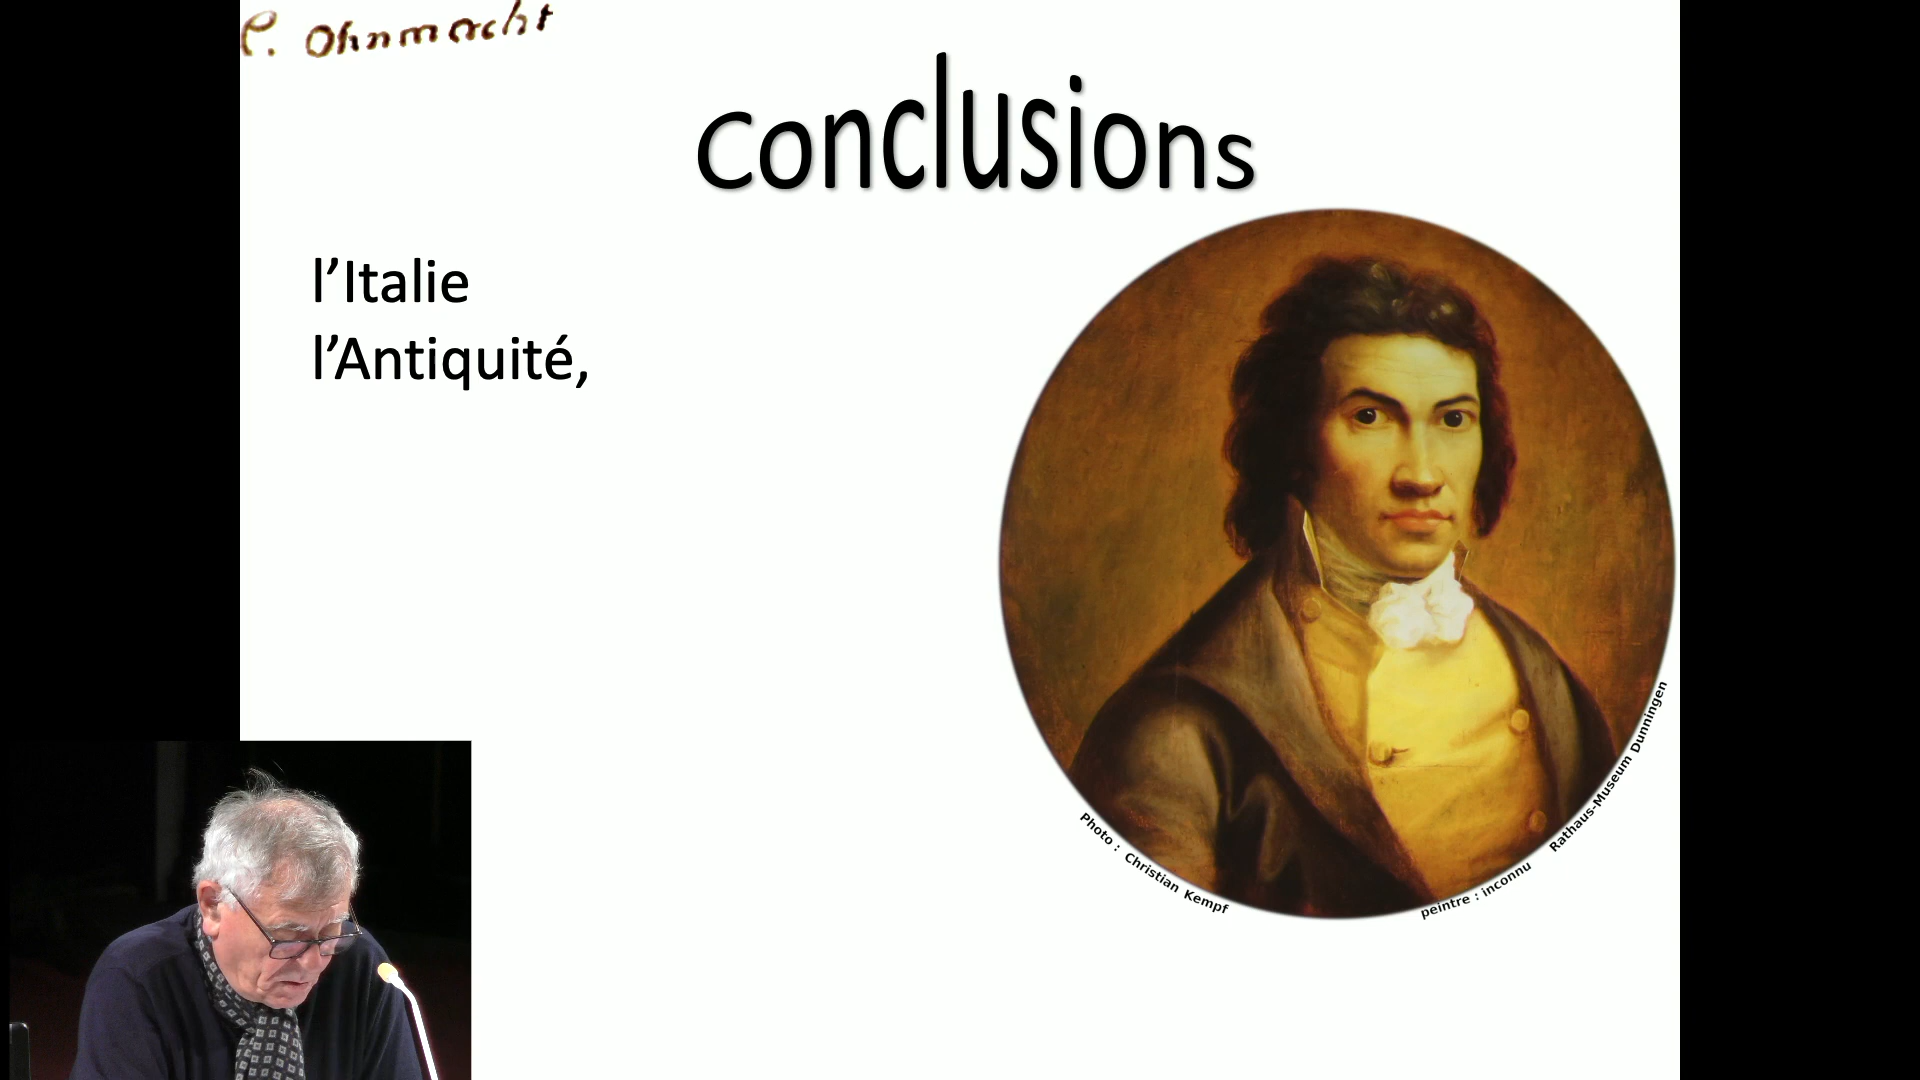 C. Ohnmacht
Conclusions
l’Italie
l’Antiquité,
Photo : Christian Kempf
peintre : inconnu
Rathaus-Museum Dunningen